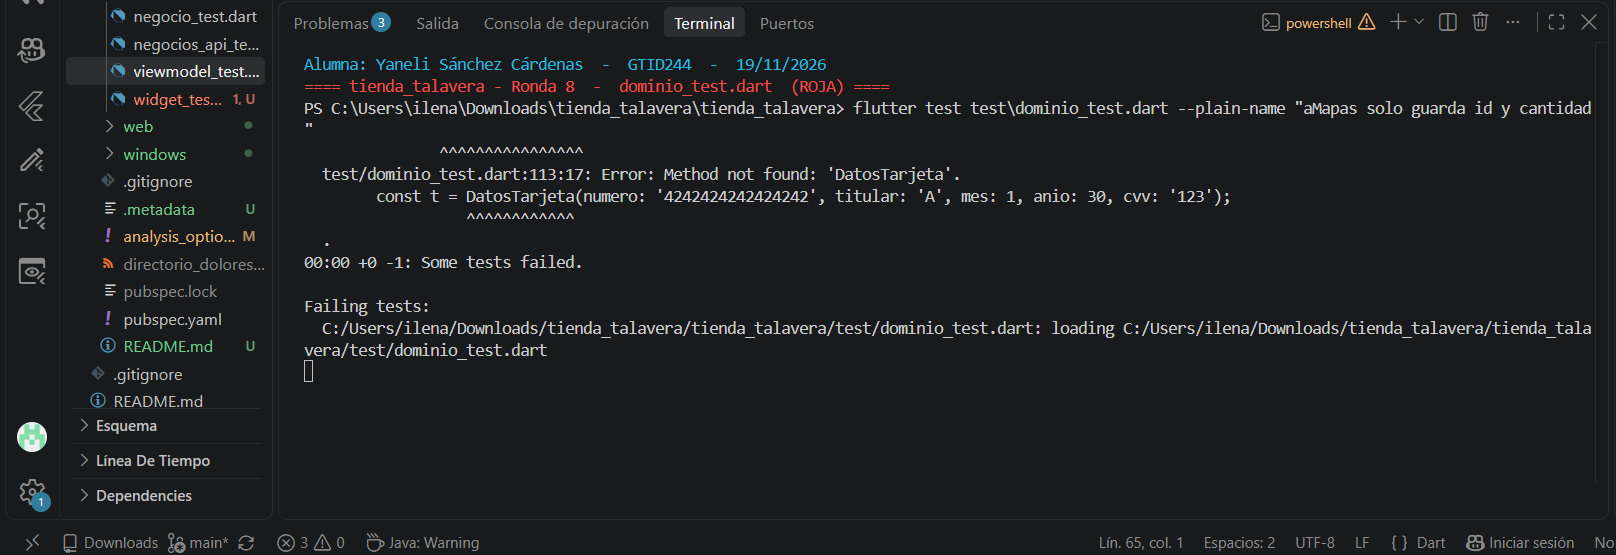 negocio_test.dart
negocios_api_te...
viewmodel_test....
widget_tes... 1, U
web
windows
.gitignore
.metadata U
analysis_optio... M
directorio_dolores...
pubspec.lock
pubspec.yaml
README.md U
.gitignore
README.md
Esquema
Línea De Tiempo
Dependencies
1
Problemas 3 Salida Consola de depuración Terminal Puertos
powershell
Alumna: Yaneli Sánchez Cárdenas - GTID244 - 19/11/2026
==== tienda_talavera - Ronda 8 - dominio_test.dart (ROJA) ====
PS C:\Users\ilena\Downloads\tienda_talavera\tienda_talavera> flutter test test\dominio_test.dart --plain-name "aMapas solo guarda id y cantidad
"
^^^^^^^^^^^^^^^^
test/dominio_test.dart:113:17: Error: Method not found: 'DatosTarjeta'.
const t = DatosTarjeta(numero: '4242424242424242', titular: 'A', mes: 1, anio: 30, cvv: '123');
^^^^^^^^^^^^
.
00:00 +0 -1: Some tests failed.
Failing tests:
C:/Users/ilena/Downloads/tienda_talavera/tienda_talavera/test/dominio_test.dart: loading C:/Users/ilena/Downloads/tienda_talavera/tienda_tala
vera/test/dominio_test.dart
Downloads main* 3 0 Java: Warning Lín. 65, col. 1 Espacios: 2 UTF-8 LF { } Dart Iniciar sesión No